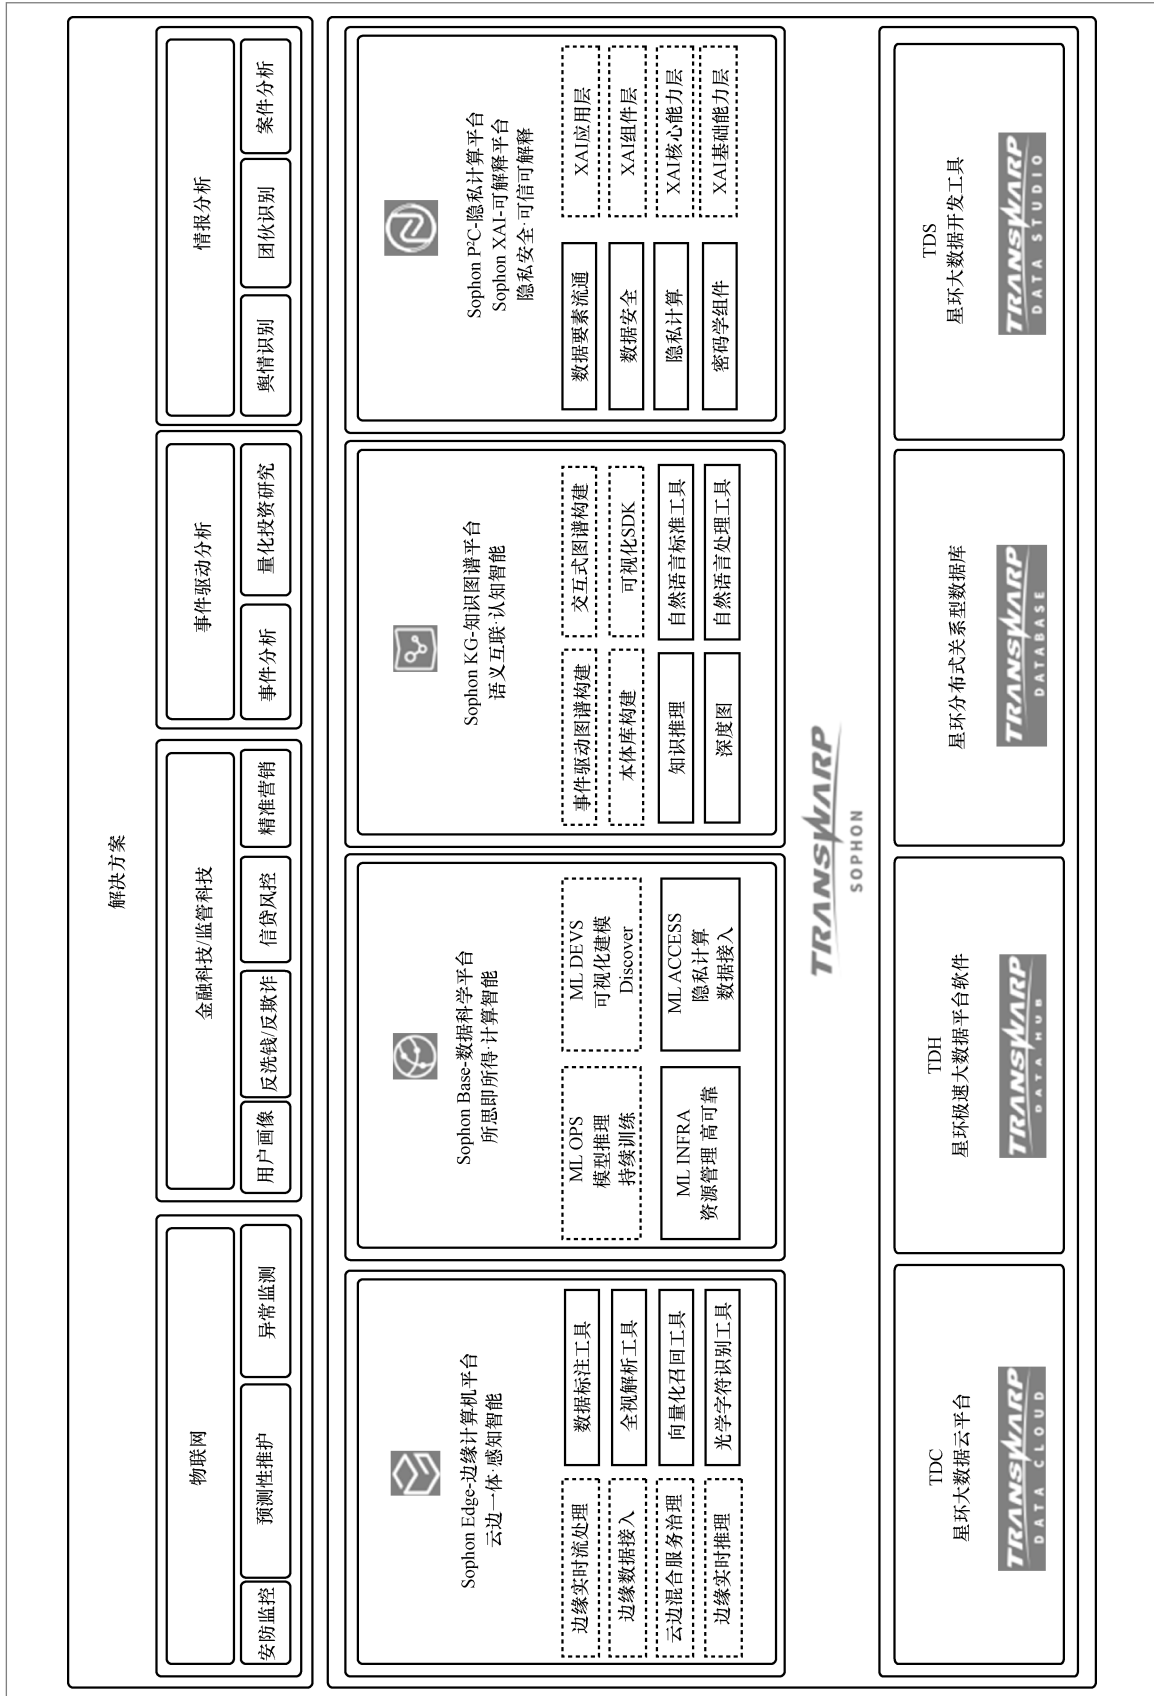 解决方案
物联网
安防监控
预测性推护
异常监测
金融科技/监管科技
用户画像
反洗钱/反欺诈
信贷风控
精准营销
事件驱动分析
事件分析
量化投资研究
情报分析
舆情识别
团伙识别
案件分析
Sophon Edge-边缘计算机平台
云边一体·感知智能
边缘实时流处理
数据标注工具
边缘数据接入
全视解析工具
云边混合服务治理
向量化召回工具
边缘实时推理
光学字符识别工具
Sophon Base-数据科学平台
所思即所得·计算智能
ML OPS
模型推理
持续训练
ML DEVS
可视化建模
Discover
ML INFRA
资源管理 高可靠
ML ACCESS
隐私计算
数据接入
Sophon KG-知识图谱平台
语义互联·认知智能
事件驱动图谱构建
交互式图谱构建
本体库构建
可视化SDK
知识推理
自然语言标准工具
深度图
自然语言处理工具
Sophon P²C-隐私计算平台
Sophon XAI-可解释平台
隐私安全·可信可解释
数据要素流通
XAI应用层
数据安全
XAI组件层
隐私计算
XAI核心能力层
密码学组件
XAI基础能力层
TRANSWARP
SOPHON
TDC
星环大数据云平台
TRANSWARP
DATA CLOUD
TDH
星环极速大数据平台软件
TRANSWARP
DATA HUB
星环分布式关系型数据库
TRANSWARP
DATABASE
TDS
星环大数据开发工具
TRANSWARP
DATA STUDIO